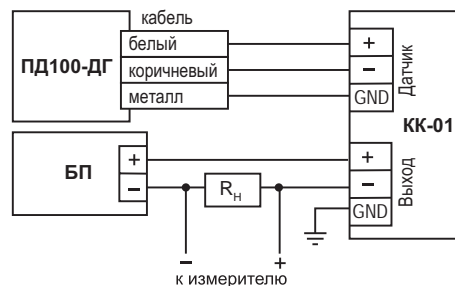 кабель
ПД100-ДГ
белый
коричневый
металл
+
–
GND
Датчик
КК-01
БП
+
–
Rн
+
–
GND
Выход
–
+
к измерителю